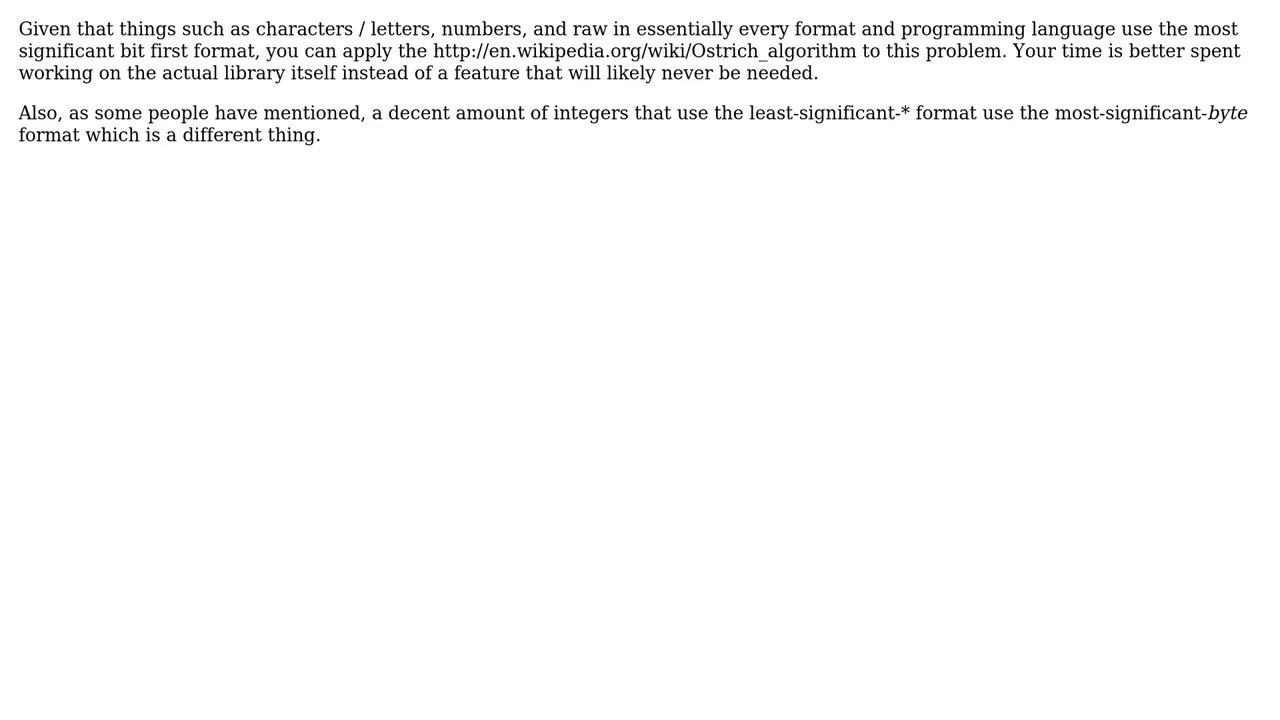 Given that things such as characters / letters, numbers, and raw in essentially every format and programming language use the most
significant bit first format, you can apply the http://en.wikipedia.org/wiki/Ostrich_algorithm to this problem. Your time is better spent
working on the actual library itself instead of a feature that will likely never be needed.
Also, as some people have mentioned, a decent amount of integers that use the least-significant-* format use the most-significant-byte
format which is a different thing.